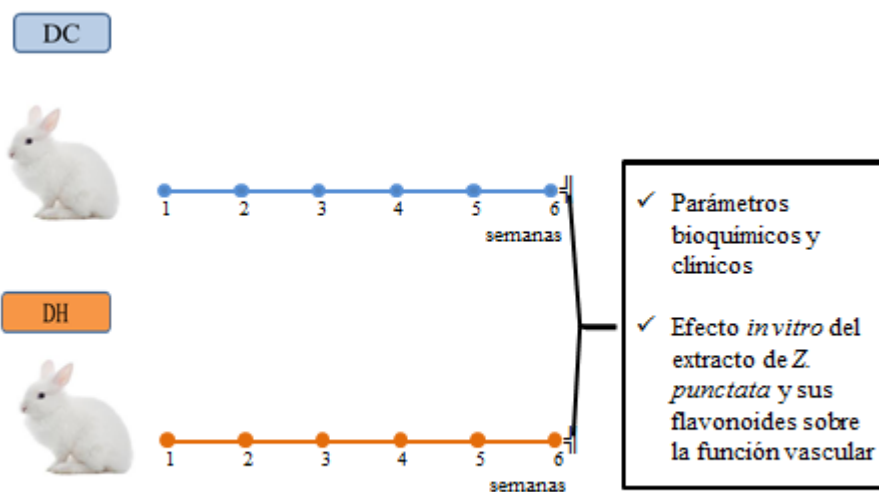 DC
1 2 3 4 5 6
semanas
DH
1 2 3 4 5 6
semanas
✓ Parámetros
bioquímicos y
clínicos
✓ Efecto in vitro del
extracto de Z.
punctata y sus
flavonoides sobre
la función vascular